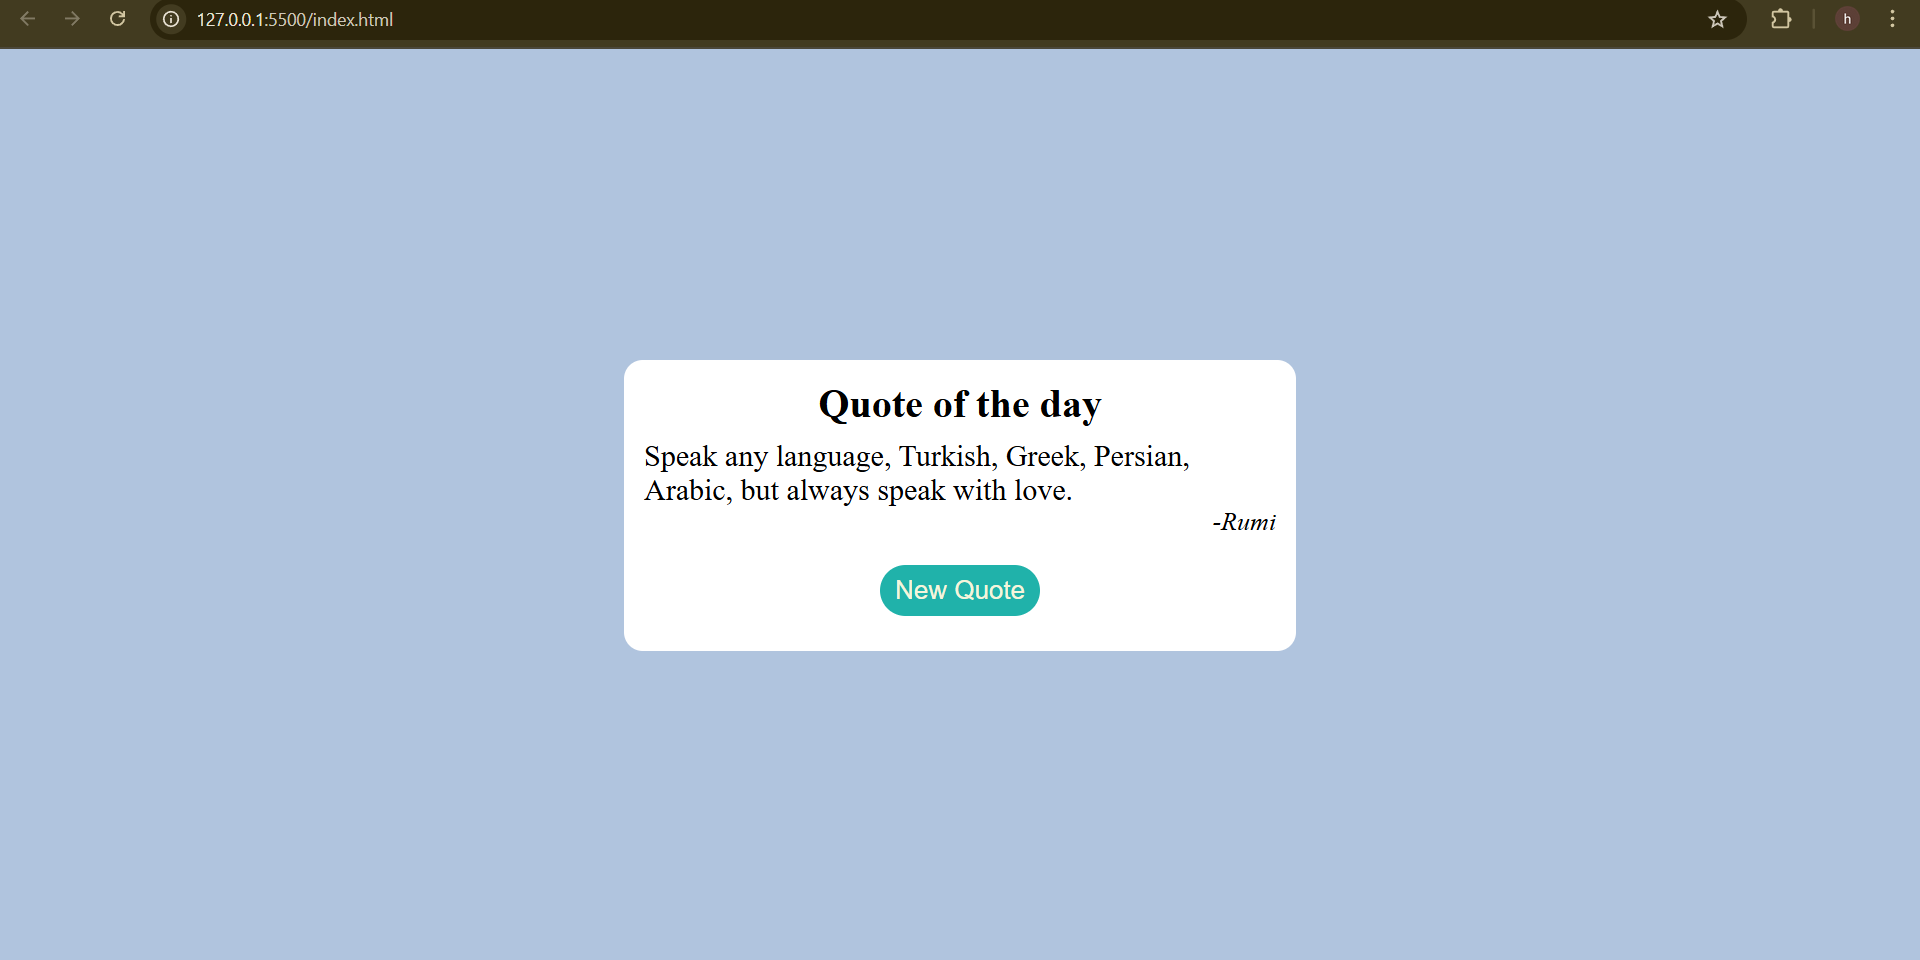 127.0.0.1:5500/index.html
h
Quote of the day
Speak any language, Turkish, Greek, Persian,
Arabic, but always speak with love.
-Rumi
New Quote